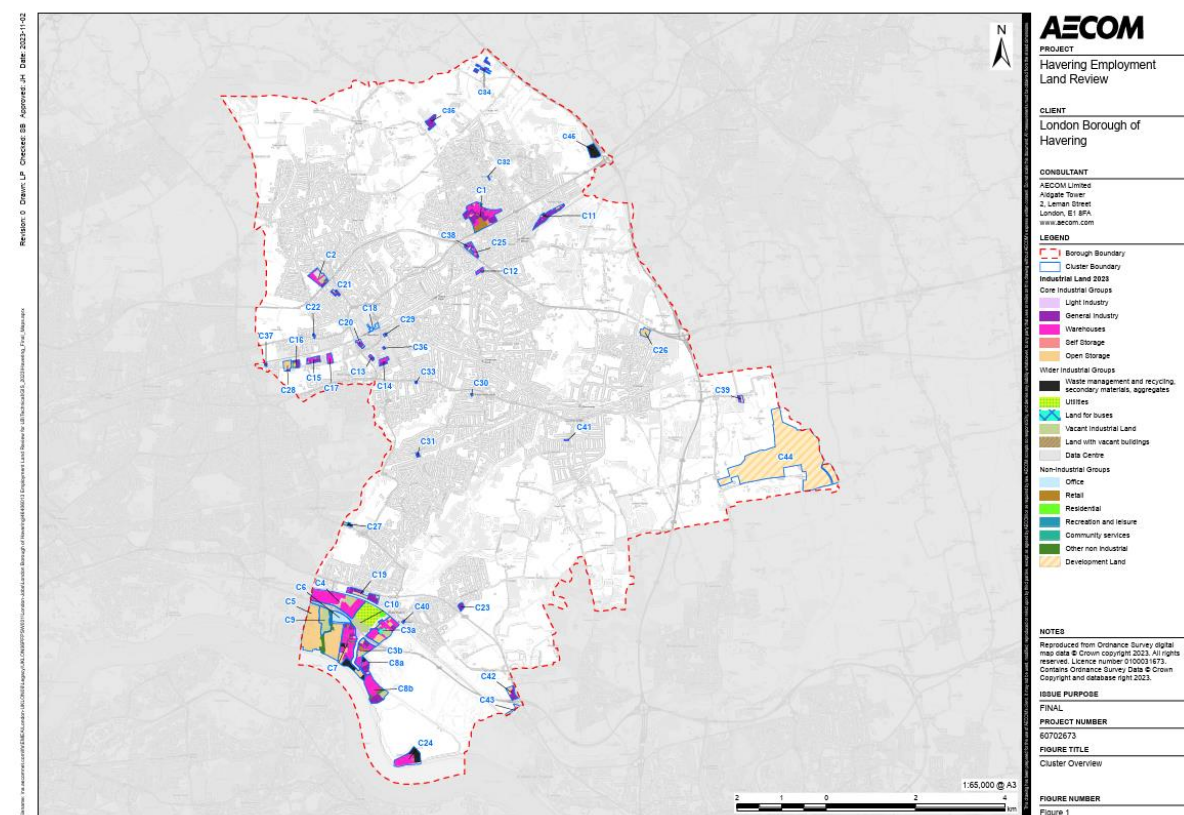 Revision: 0 Drawn: LP Checked: SB Approved: JH Date: 2023-11-02
N
C34
C35
C46
C32
C1
C11
C38
C25
C12
C2
C21
C22
C18
C20
C29
C37
C16
C36
C26
C13
C28
C15
C17
C14
C33
C30
C39
C41
C44
C31
C27
C4
C19
C6
C5
C10
C40
C23
C9
C3a
C3b
C7
C8a
C8b
C42
C43
C24
1:65,000 @ A3
2 1 0 2 4
km
AECOM
PROJECT
Havering Employment
Land Review
CLIENT
London Borough of
Havering
CONSULTANT
AECOM Limited
Aldgate Tower
2, Leman Street
London, E1 8FA
www.aecom.com
LEGEND
Borough Boundary
Cluster Boundary
Industrial Land 2023
Core Industrial Groups
Light Industry
General Industry
Warehouses
Self Storage
Open Storage
Wider Industrial Groups
Waste management and recycling,
secondary materials, aggregates
Utilities
Land for buses
Vacant Industrial Land
Land with vacant buildings
Data Centre
Non-Industrial Groups
Office
Retail
Residential
Recreation and leisure
Community services
Other non industrial
Development Land
NOTES
Reproduced from Ordnance Survey digital
map data © Crown copyright 2023. All rights
reserved. Licence number 0100031673.
Contains Ordnance Survey Data © Crown
Copyright and database right 2023.
ISSUE PURPOSE
FINAL
PROJECT NUMBER
60702673
FIGURE TITLE
Cluster Overview
FIGURE NUMBER
Figure 1